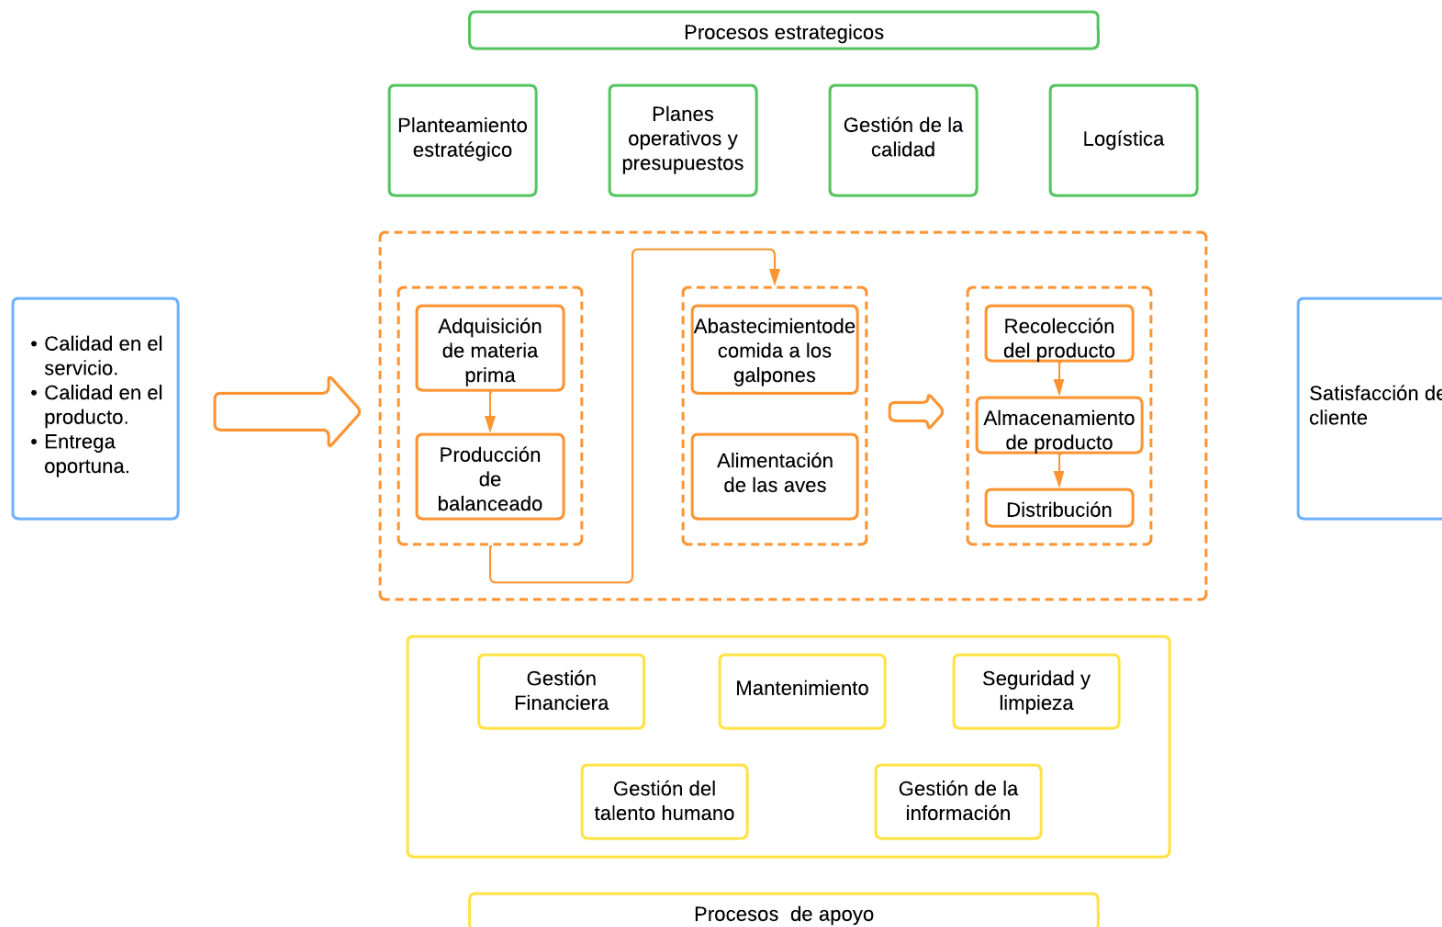 Procesos estrategicos
Planteamiento
estratégico
Planes
operativos y
presupuestos
Gestión de la
calidad
Logística
• Calidad en el
servicio.
• Calidad en el
producto.
• Entrega
oportuna.
Adquisición
de materia
prima
Producción
de
balanceado
Abastecimientode
comida a los
galpones
Alimentación
de las aves
Recolección
del producto
Almacenamiento
de producto
Distribución
Satisfacción
cliente
Gestión
Financiera
Mantenimiento
Seguridad y
limpieza
Gestión del
talento humano
Gestión de la
información
Procesos de apoyo